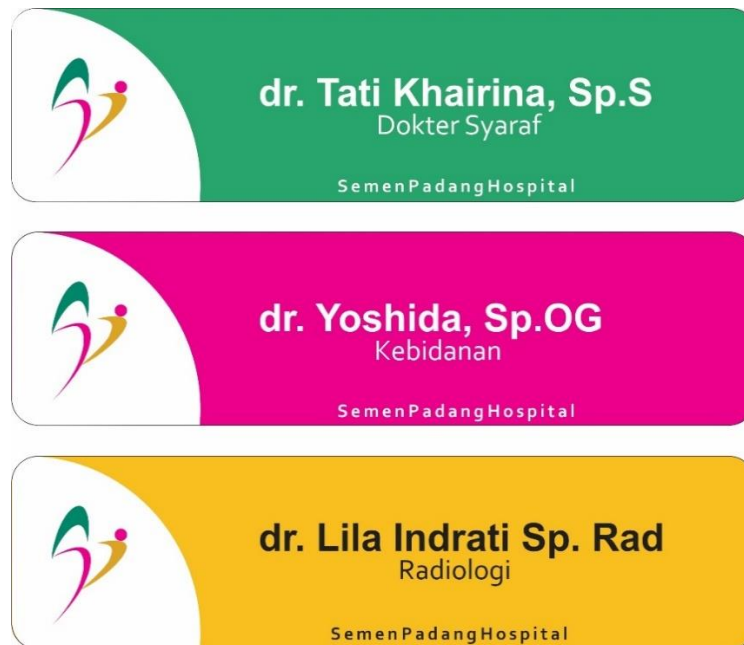 dr. Tati Khairina, Sp.S
Dokter Syaraf
SemenPadangHospital
dr. Yoshida, Sp.OG
Kebidanan
SemenPadangHospital
dr. Lila Indrati Sp. Rad
Radiologi
SemenPadangHospital